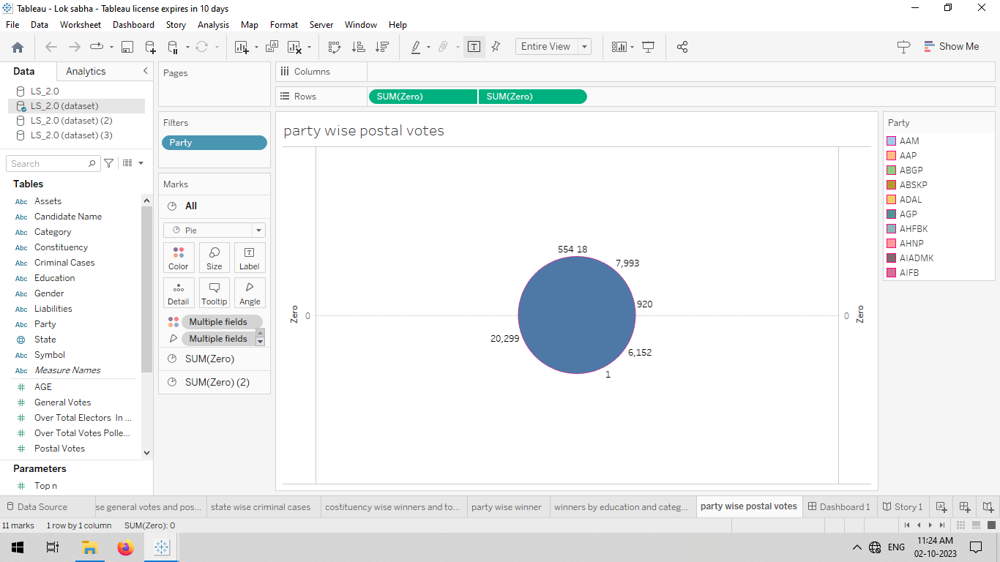 Tableau - Lok sabha - Tableau license expires in 10 days
File Data Worksheet Dashboard Story Analysis Map Format Server Window Help
Entire View
Show Me
Data Analytics
LS_2.0
LS_2.0 (dataset)
LS_2.0 (dataset) (2)
LS_2.0 (dataset) (3)
Search
Tables
Abc Assets
Abc Candidate Name
Abc Category
Abc Constituency
Abc Criminal Cases
Abc Education
Abc Gender
Abc Liabilities
Abc Party
State
Abc Symbol
Abc Measure Names
# AGE
# General Votes
# Over Total Electors In ...
# Over Total Votes Polle...
# Postal Votes
Parameters
# Top n
Pages
Filters
Party
Marks
All
Pie
Color Size Label
Detail Tooltip Angle
Multiple fields
Multiple fields
SUM(Zero)
SUM(Zero) (2)
Columns
Rows SUM(Zero) SUM(Zero)
party wise postal votes
554 18
7,993
920
Zero 0
0 Zero
20,299
6,152
1
Party
AAM
AAP
ABGP
ABSKP
ADAL
AGP
AHFBK
AHNP
AIADMK
AIFB
Data Source se general votes and pos... state wise criminal cases costituency wise winners and to... party wise winner winners by education and categ... party wise postal votes Dashboard 1 Story 1
11 marks 1 row by 1 column SUM(Zero): 0
ENG
11:24 AM
02-10-2023